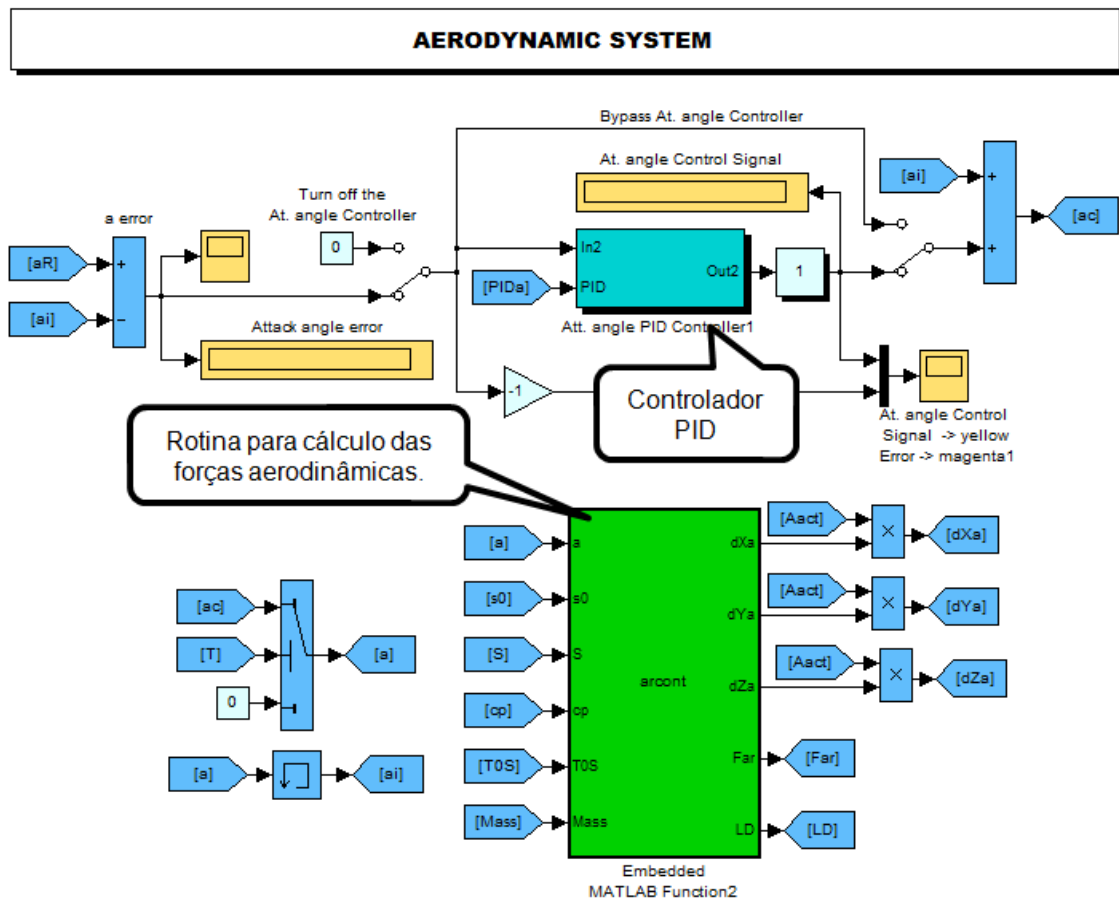 AERODYNAMIC SYSTEM
Bypass At. angle Controller
At. angle Control Signal
Turn off the
At. angle Controller
a error
[aR]
+
[ai]
−
0
Attack angle error
In2
[PIDa]
PID
Out2
Att. angle PID Controller1
1
[ai]
+
+
[ac]
-1
Controlador
PID
At. angle Control
Signal -> yellow
Error -> magenta1
Rotina para cálculo das
forças aerodinâmicas.
[ac]
[T]
0
[a]
[a]
[ai]
[a]
a
[s0]
s0
[S]
S
[cp]
cp
[T0S]
T0S
[Mass]
Mass
arcont
dXa
dYa
dZa
Far
LD
[Aact]
×
[dXa]
[Aact]
×
[dYa]
[Aact]
×
[dZa]
[Far]
[LD]
Embedded
MATLAB Function2